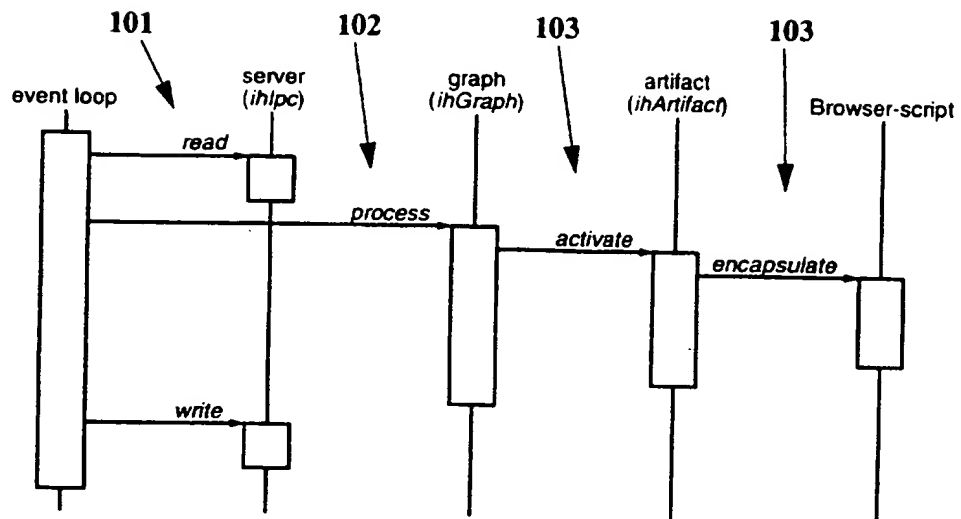 101
102
103
103
event loop
server
(ihIpc)
graph
(ihGraph)
artifact
(ihArtifact)
Browser-script
read
process
activate
encapsulate
write